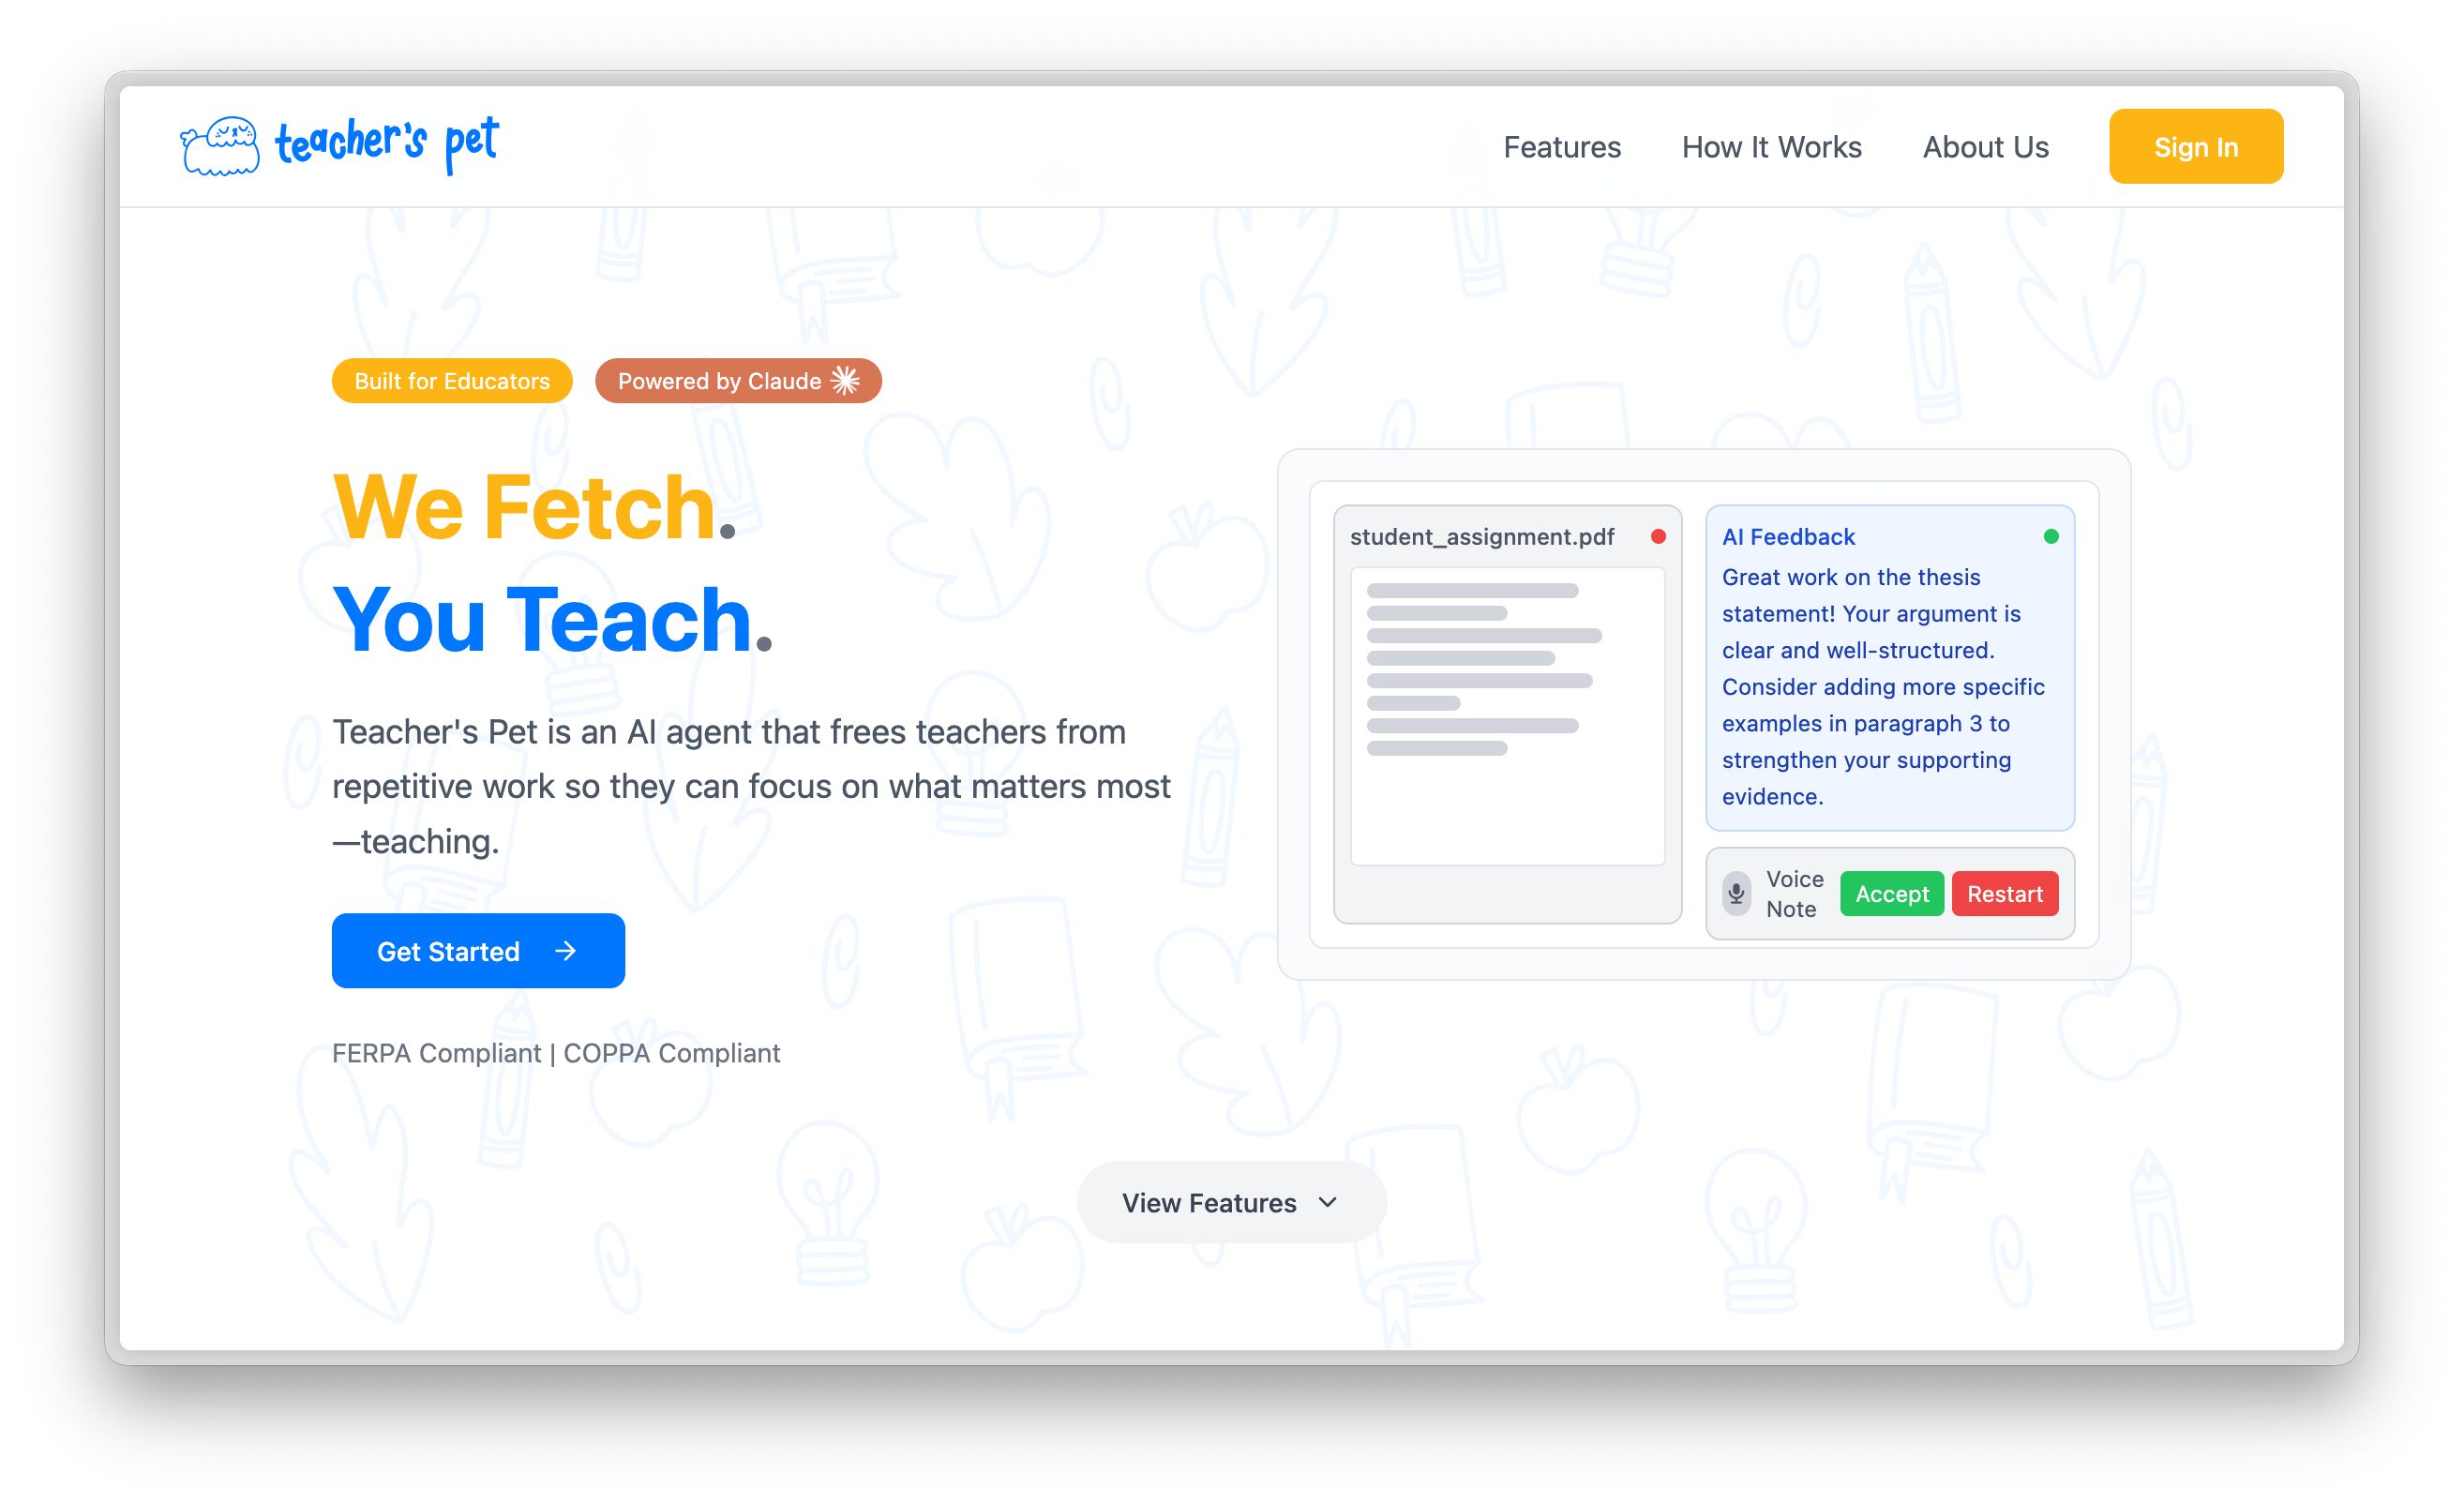 teacher's pet
Features
How It Works
About Us
Sign In
Built for Educators
Powered by Claude
We Fetch.
You Teach.
Teacher's Pet is an AI agent that frees teachers from
repetitive work so they can focus on what matters most
—teaching.
Get Started
FERPA Compliant | COPPA Compliant
student_assignment.pdf
AI Feedback
Great work on the thesis
statement! Your argument is
clear and well-structured.
Consider adding more specific
examples in paragraph 3 to
strengthen your supporting
evidence.
Voice
Note
Accept
Restart
View Features